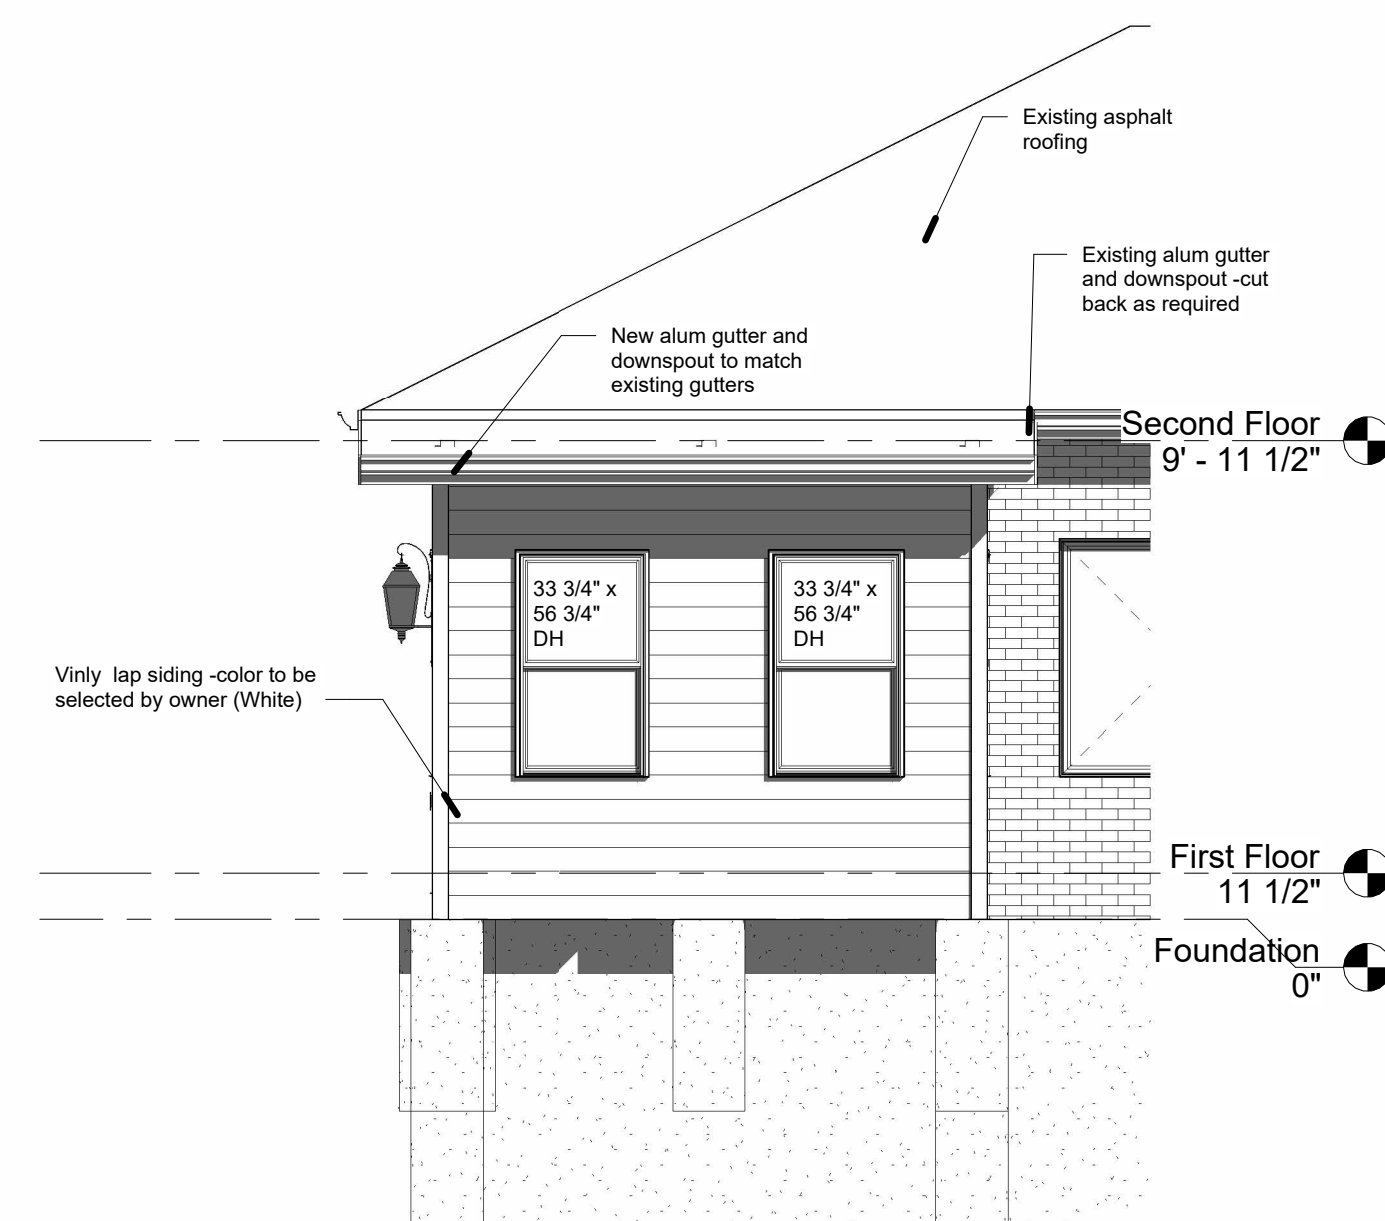 Existing asphalt
roofing
Existing alum gutter
and downspout -cut
back as required
New alum gutter and
downspout to match
existing gutters
Second Floor
9' - 11 1/2"
33 3/4" x
56 3/4"
DH
33 3/4" x
56 3/4"
DH
Vinly lap siding -color to be
selected by owner (White)
First Floor
11 1/2"
Foundation
0"